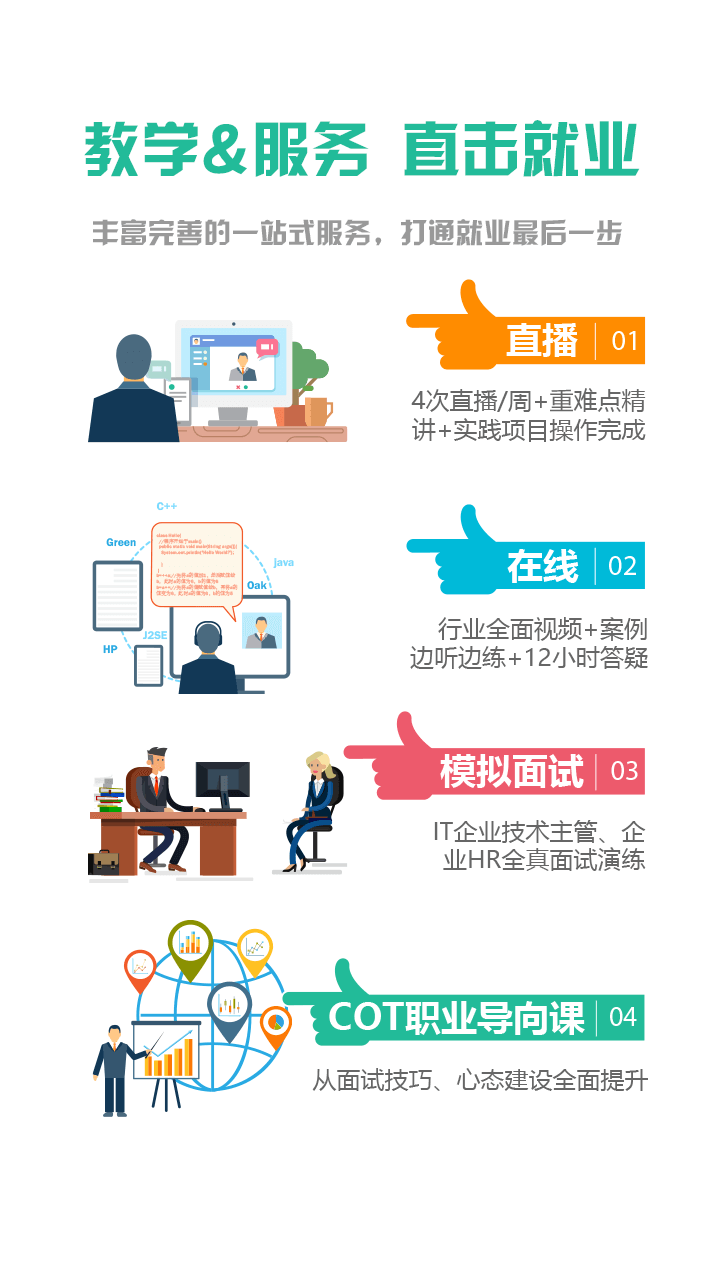 教学&服务 直击就业
丰富完善的一站式服务，打通就业最后一步
直播 01
4次直播/周+重难点精
讲+实践项目操作完成
C++
Green
java
Oak
J2SE
HP
在线 02
行业全面视频+案例
边听边练+12小时答疑
模拟面试 03
IT企业技术主管、企
业HR全真面试演练
COT职业导向课 04
从面试技巧、心态建设全面提升